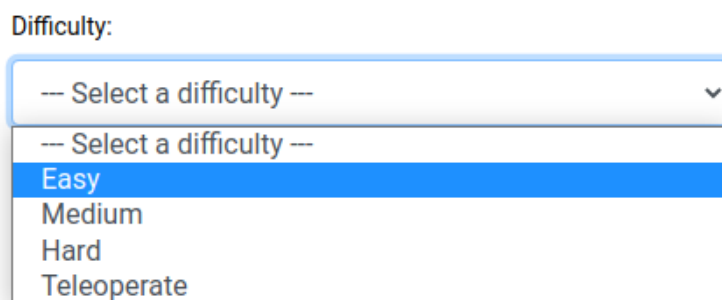 Difficulty:
--- Select a difficulty ---
--- Select a difficulty ---
Easy
Medium
Hard
Teleoperate